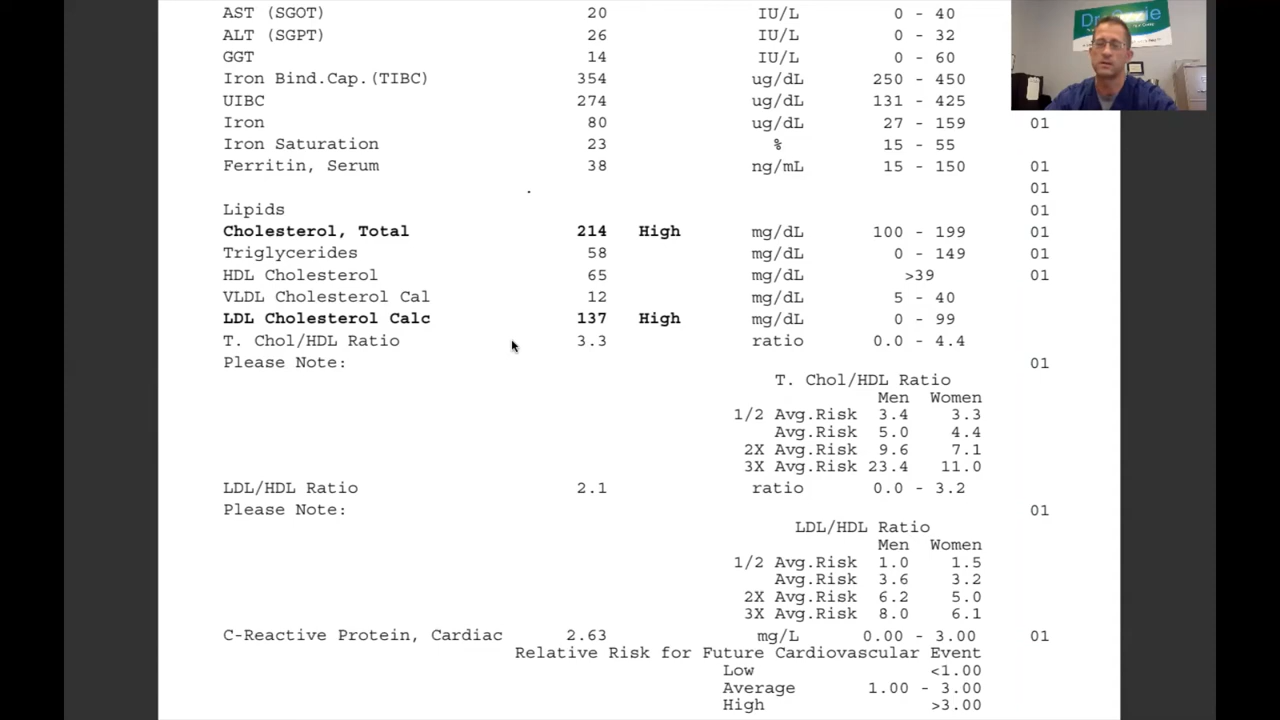 AST (SGOT) 20 IU/L 0 - 40
ALT (SGPT) 26 IU/L 0 - 32
GGT 14 IU/L 0 - 60
Iron Bind.Cap.(TIBC) 354 ug/dL 250 - 450
UIBC 274 ug/dL 131 - 425
Iron 80 ug/dL 27 - 159 01
Iron Saturation 23 % 15 - 55
Ferritin, Serum 38 ng/mL 15 - 150 01
01
Lipids 01
Cholesterol, Total 214 High mg/dL 100 - 199 01
Triglycerides 58 mg/dL 0 - 149 01
HDL Cholesterol 65 mg/dL >39 01
VLDL Cholesterol Cal 12 mg/dL 5 - 40
LDL Cholesterol Calc 137 High mg/dL 0 - 99
T. Chol/HDL Ratio 3.3 ratio 0.0 - 4.4
Please Note: 01
T. Chol/HDL Ratio
Men Women
1/2 Avg.Risk 3.4 3.3
Avg.Risk 5.0 4.4
2X Avg.Risk 9.6 7.1
3X Avg.Risk 23.4 11.0
LDL/HDL Ratio 2.1 ratio 0.0 - 3.2
Please Note: 01
LDL/HDL Ratio
Men Women
1/2 Avg.Risk 1.0 1.5
Avg.Risk 3.6 3.2
2X Avg.Risk 6.2 5.0
3X Avg.Risk 8.0 6.1
C-Reactive Protein, Cardiac 2.63 mg/L 0.00 - 3.00 01
Relative Risk for Future Cardiovascular Event
Low <1.00
Average 1.00 - 3.00
High >3.00